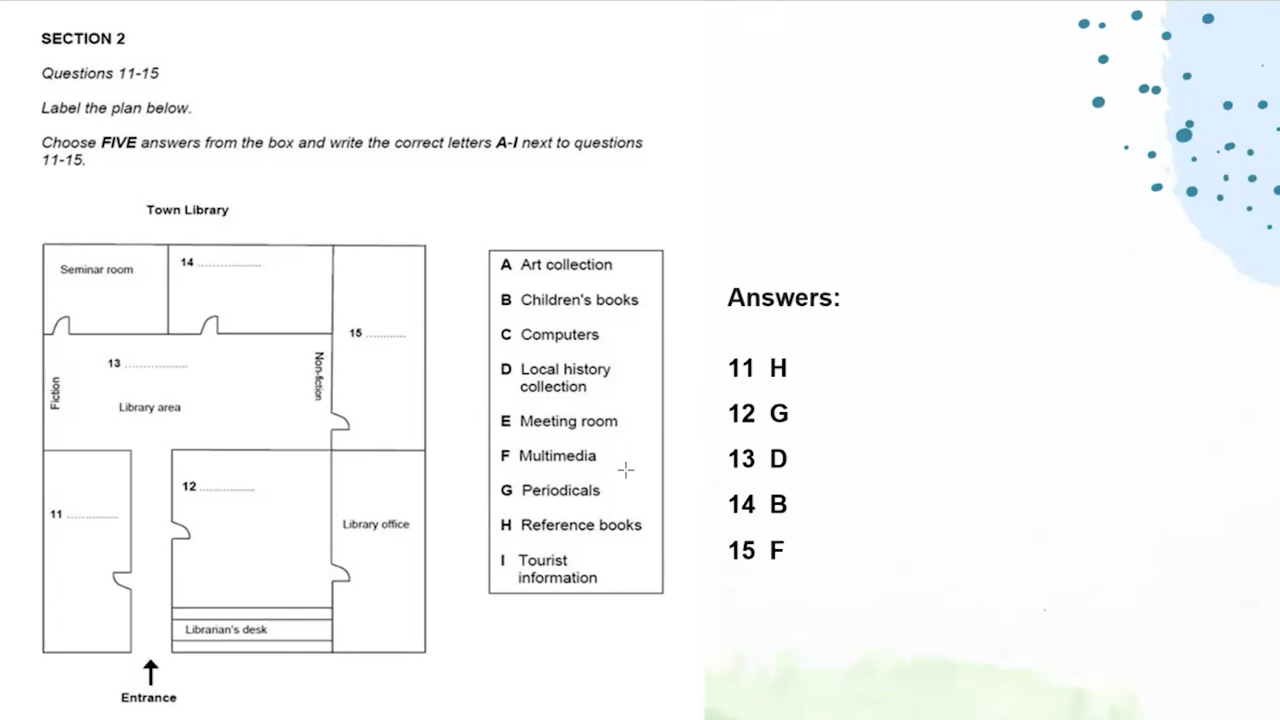 SECTION 2
Questions 11-15
Label the plan below.
Choose FIVE answers from the box and write the correct letters A-I next to questions
11-15.
Town Library
Seminar room
14 ....................
15 .............
13 ....................
Fiction
Non-fiction
Library area
11 ................
12 .................
Library office
Librarian's desk
Entrance
A Art collection
B Children's books
C Computers
D Local history
collection
E Meeting room
F Multimedia
G Periodicals
H Reference books
I Tourist
information
Answers:
11 H
12 G
13 D
14 B
15 F